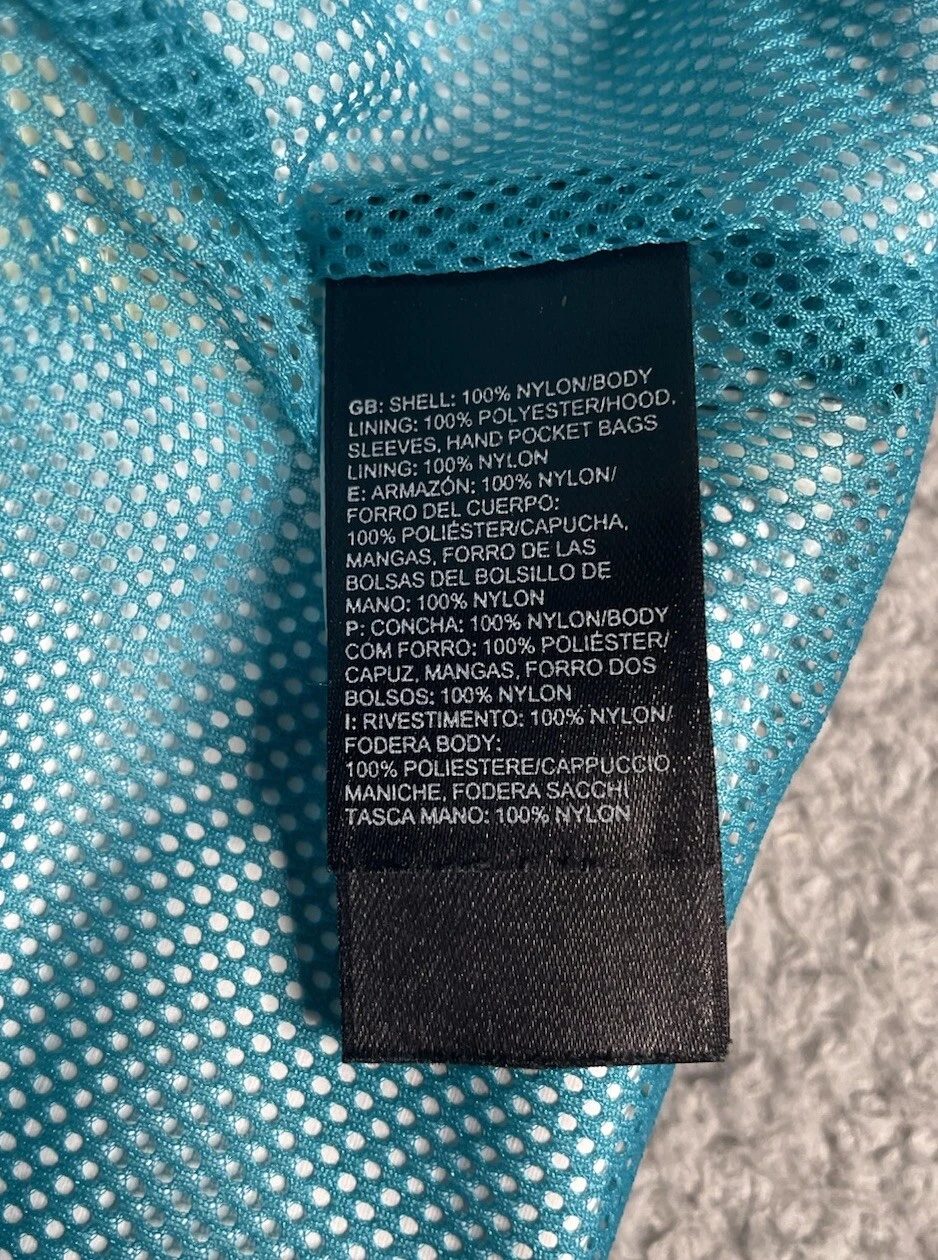 GB: SHELL: 100% NYLON/BODY
LINING: 100% POLYESTER/HOOD,
SLEEVES, HAND POCKET BAGS
LINING: 100% NYLON
E: ARMAZÓN: 100% NYLON/
FORRO DEL CUERPO:
100% POLIÉSTER/CAPUCHA,
MANGAS, FORRO DE LAS
BOLSAS DEL BOLSILLO DE
MANO: 100% NYLON
P: CONCHA: 100% NYLON/BODY
COM FORRO: 100% POLIÉSTER/
CAPUZ, MANGAS, FORRO DOS
BOLSOS: 100% NYLON
I: RIVESTIMENTO: 100% NYLON/
FODERA BODY:
100% POLIESTERE/CAPPUCCIO,
MANICHE, FODERA SACCHI
TASCA MANO: 100% NYLON